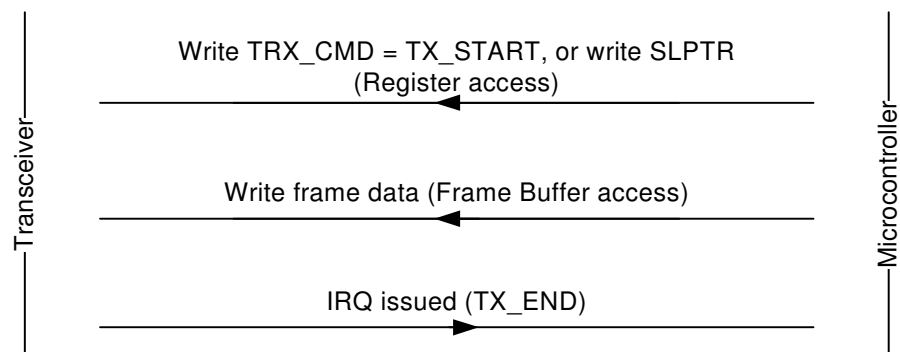 Write TRX_CMD = TX_START, or write SLPTR
(Register access)
Transceiver
Microcontroller
Write frame data (Frame Buffer access)
IRQ issued (TX_END)